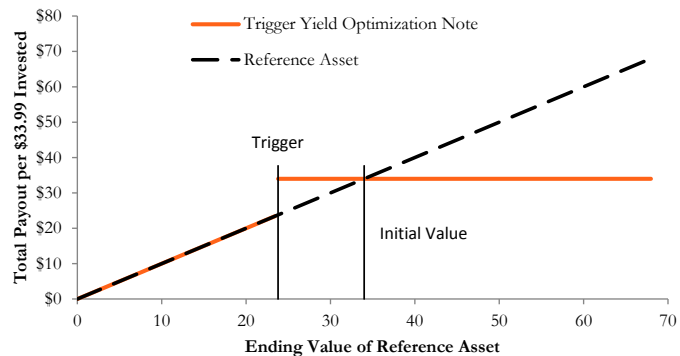 $80
$70
$60
$50
$40
$30
$20
$10
$0
Total Payout per $33.99 Invested
Trigger Yield Optimization Note
Reference Asset
Trigger
Initial Value
0 10 20 30 40 50 60 70
Ending Value of Reference Asset